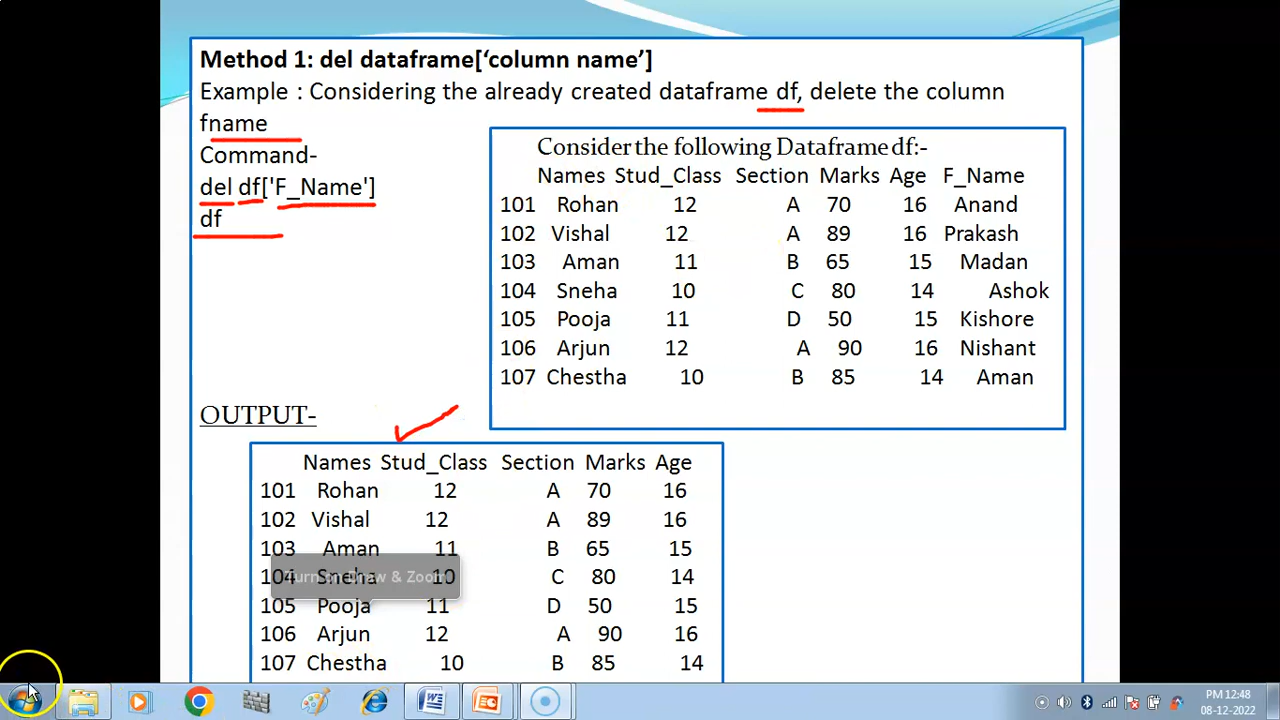 Method 1: del dataframe[‘column name’]
Example : Considering the already created dataframe df, delete the column
fname
Command-
del df['F_Name']
df
Consider the following Dataframe df:-
Names Stud_Class Section Marks Age F_Name
101 Rohan 12 A 70 16 Anand
102 Vishal 12 A 89 16 Prakash
103 Aman 11 B 65 15 Madan
104 Sneha 10 C 80 14 Ashok
105 Pooja 11 D 50 15 Kishore
106 Arjun 12 A 90 16 Nishant
107 Chestha 10 B 85 14 Aman
OUTPUT-
Names Stud_Class Section Marks Age
101 Rohan 12 A 70 16
102 Vishal 12 A 89 16
103 Aman 11 B 65 15
104 Sneha 10 C 80 14
Turn on Draw & Zoom
105 Pooja 11 D 50 15
106 Arjun 12 A 90 16
107 Chestha 10 B 85 14
PM 12:48
08-12-2022